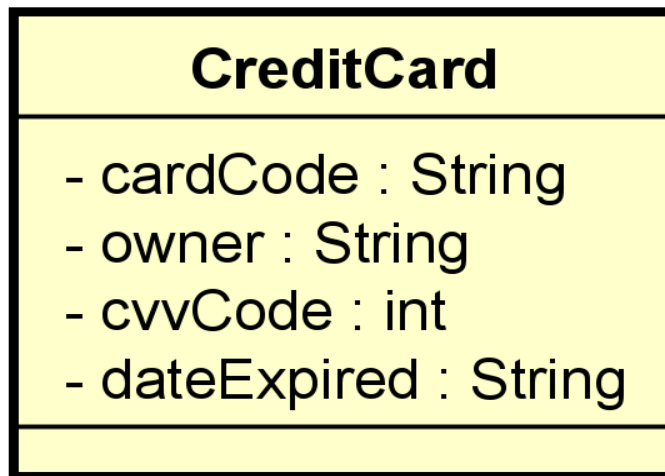 CreditCard
- cardCode : String
- owner : String
- cvvCode : int
- dateExpired : String